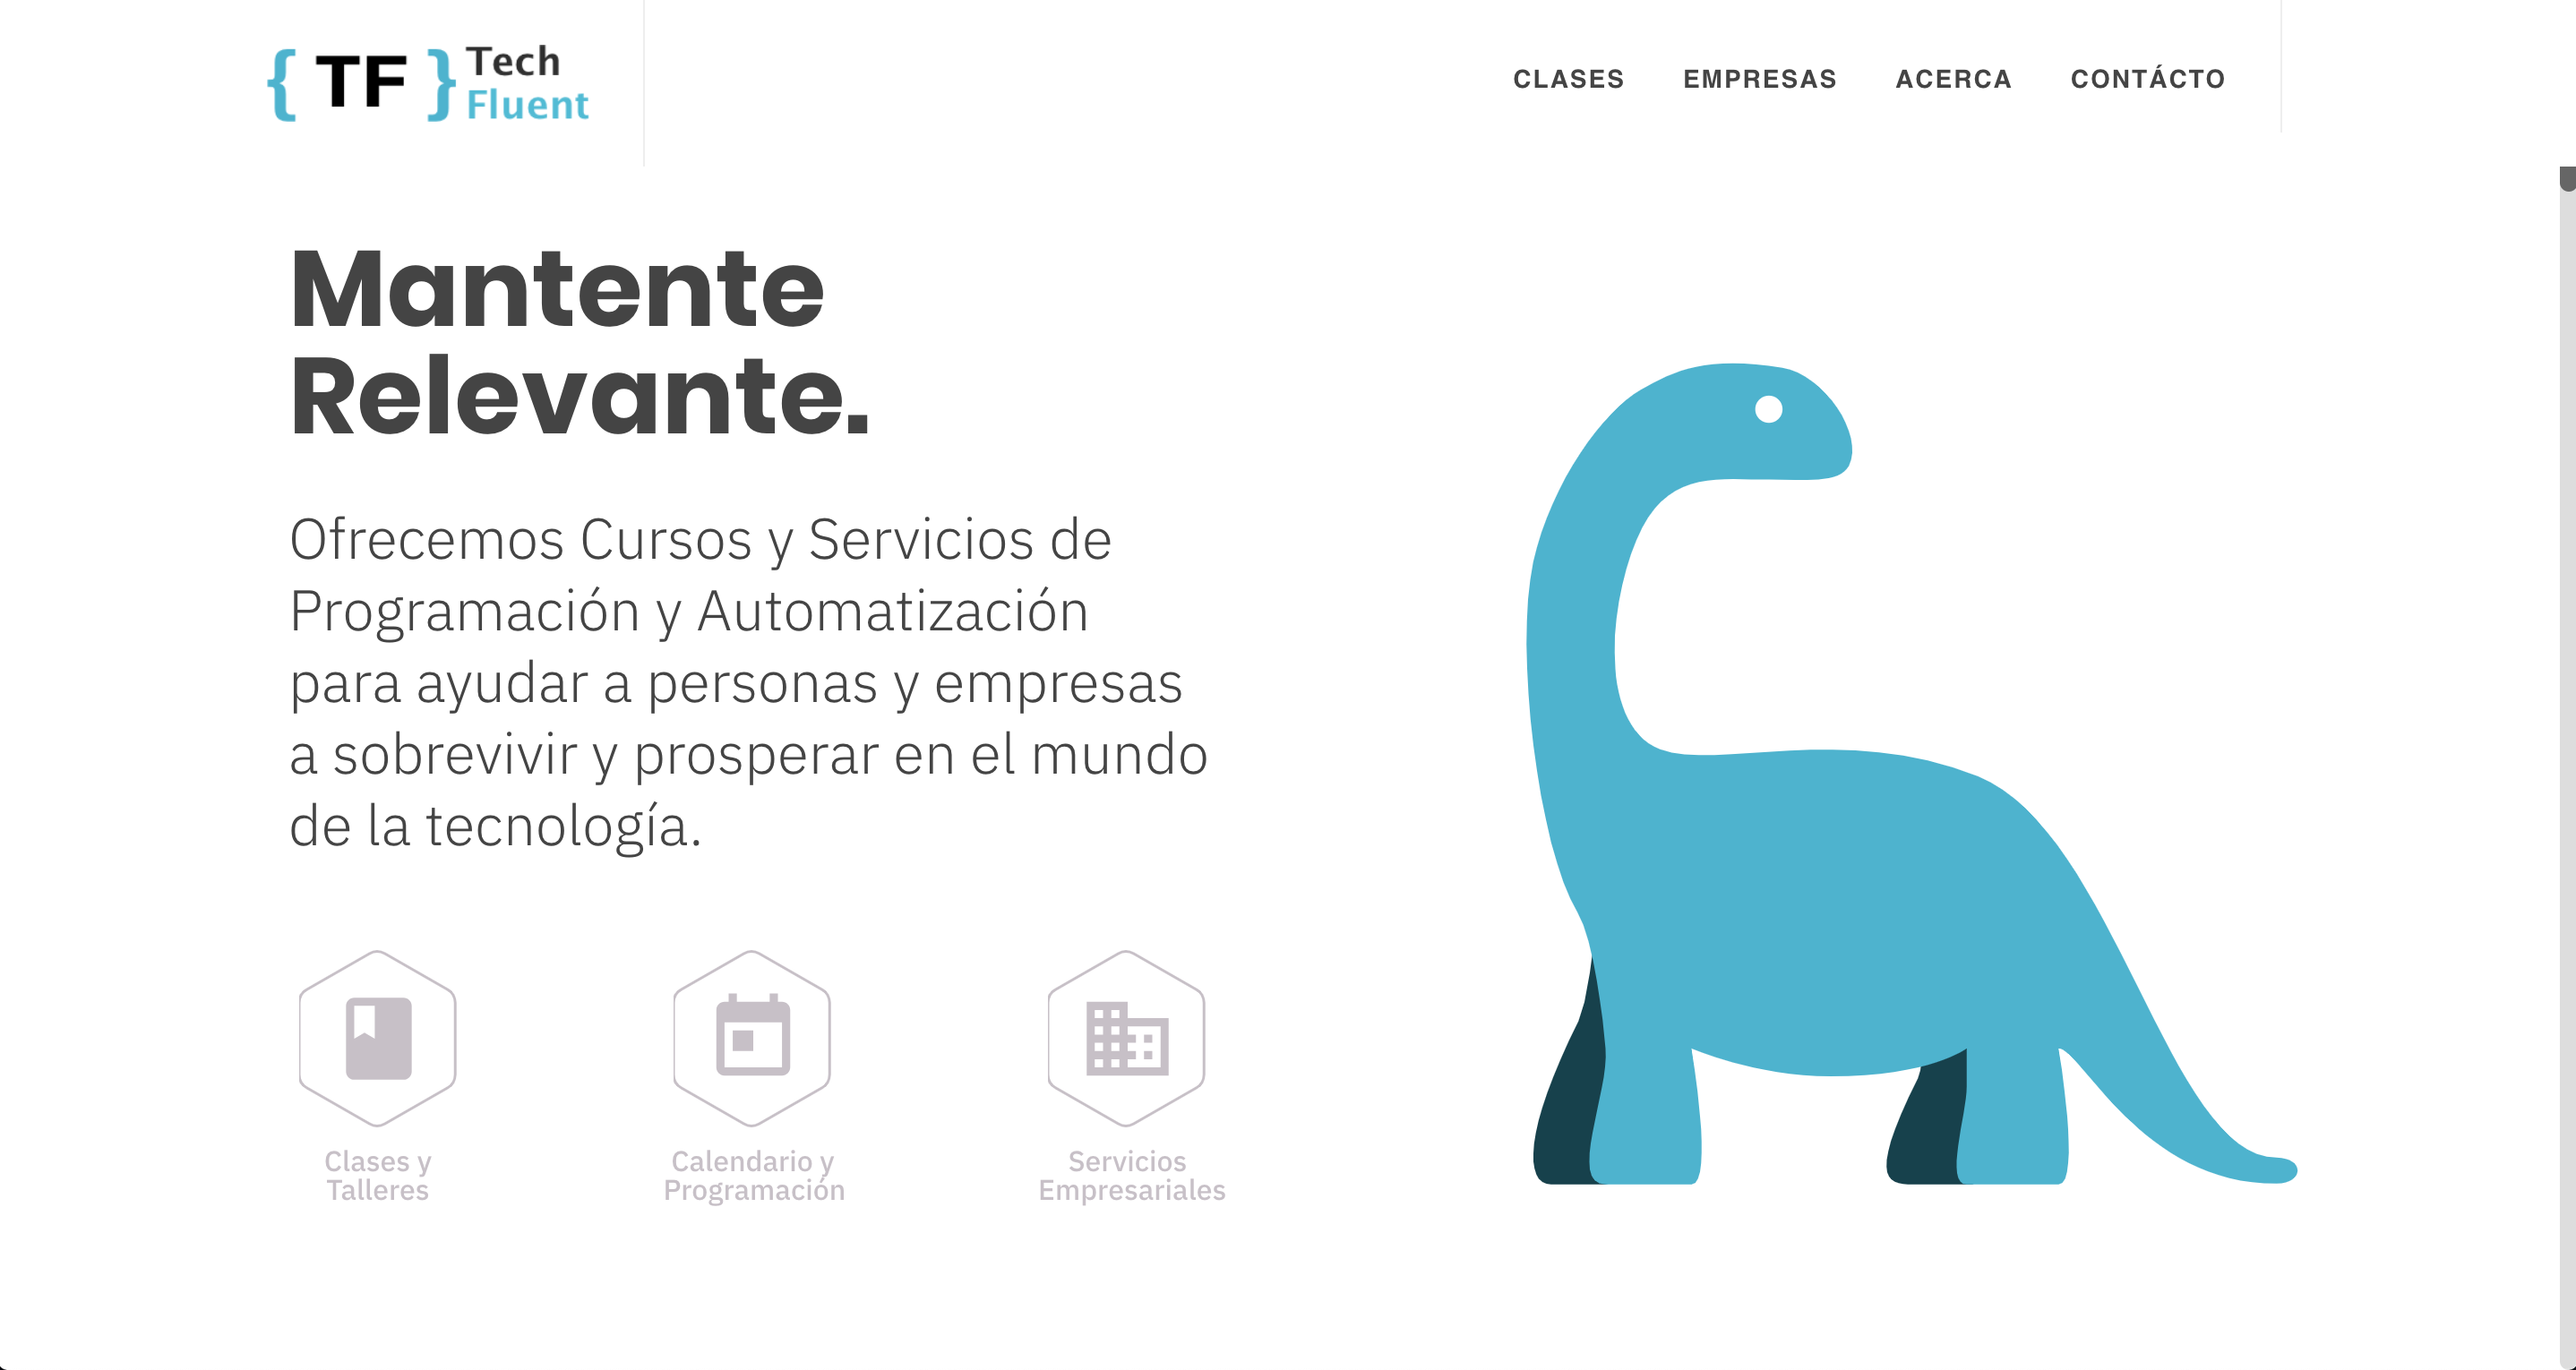 { TF } Tech
Fluent
CLASES EMPRESAS ACERCA CONTÁCTO
Mantente
Relevante.
Ofrecemos Cursos y Servicios de
Programación y Automatización
para ayudar a personas y empresas
a sobrevivir y prosperar en el mundo
de la tecnología.
Clases y
Talleres
Calendario y
Programación
Servicios
Empresariales